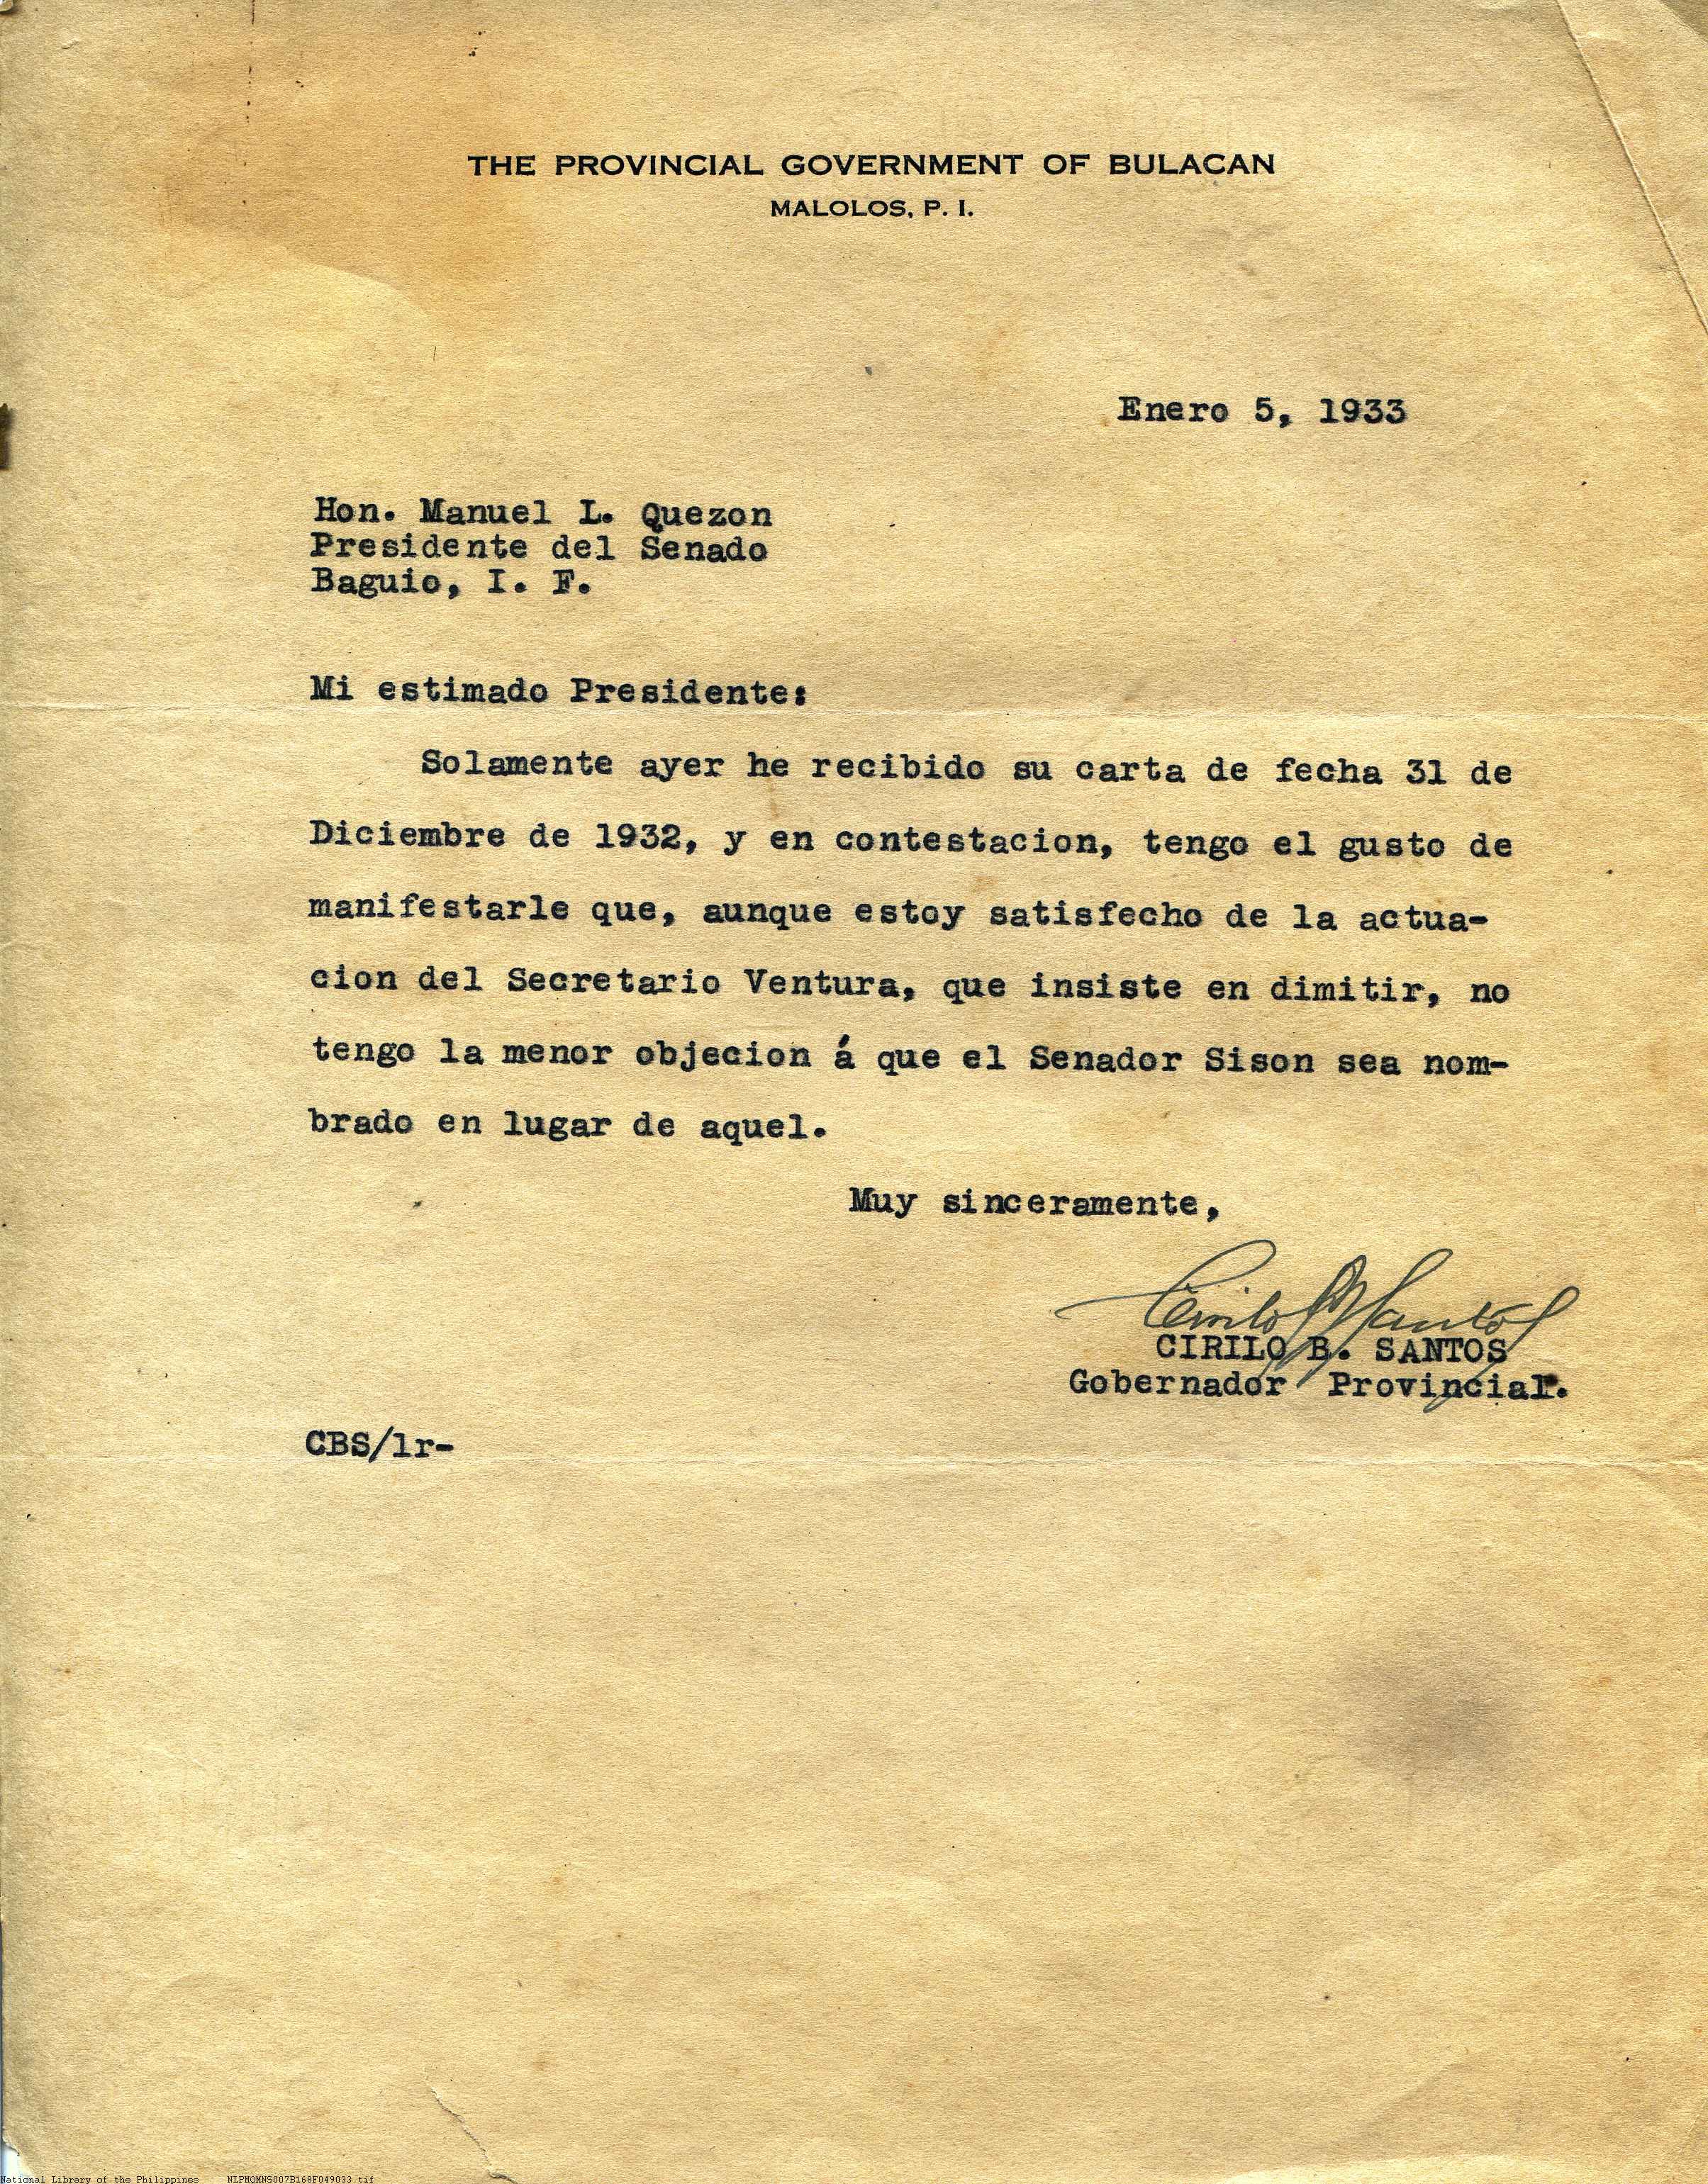 THE PROVINCIAL GOVERNMENT OF BULACAN
MALOLOS, P. I.
Enero 5, 1933
Hon. Manuel L. Quezon
Presidente del Senado
Baguio, I. F.
Mi estimado Presidente:
Solamente ayer he recibido su carta de fecha 31 de
Diciembre de 1932, y en contestacion, tengo el gusto de
manifestarle que, aunque estoy satisfecho de la actua-
cion del Secretario Ventura, que insiste en dimitir, no
tengo la menor objecion á que el Senador Sison sea nom-
brado en lugar de aquel.
Muy sinceramente,
Cirilo B Santos
CIRILO B. SANTOS
Gobernador Provincial.
CBS/lr-
National Library of the Philippines NLPMQMNS007B168F049033.tif